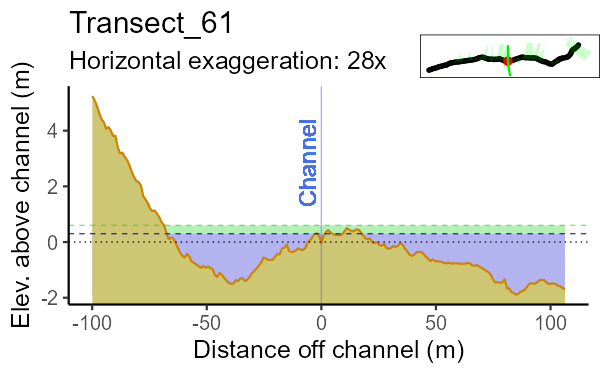 Transect_61
Horizontal exaggeration: 28x
Elev. above channel (m)
4
2
0
-2
Channel
-100
-50
0
50
100
Distance off channel (m)